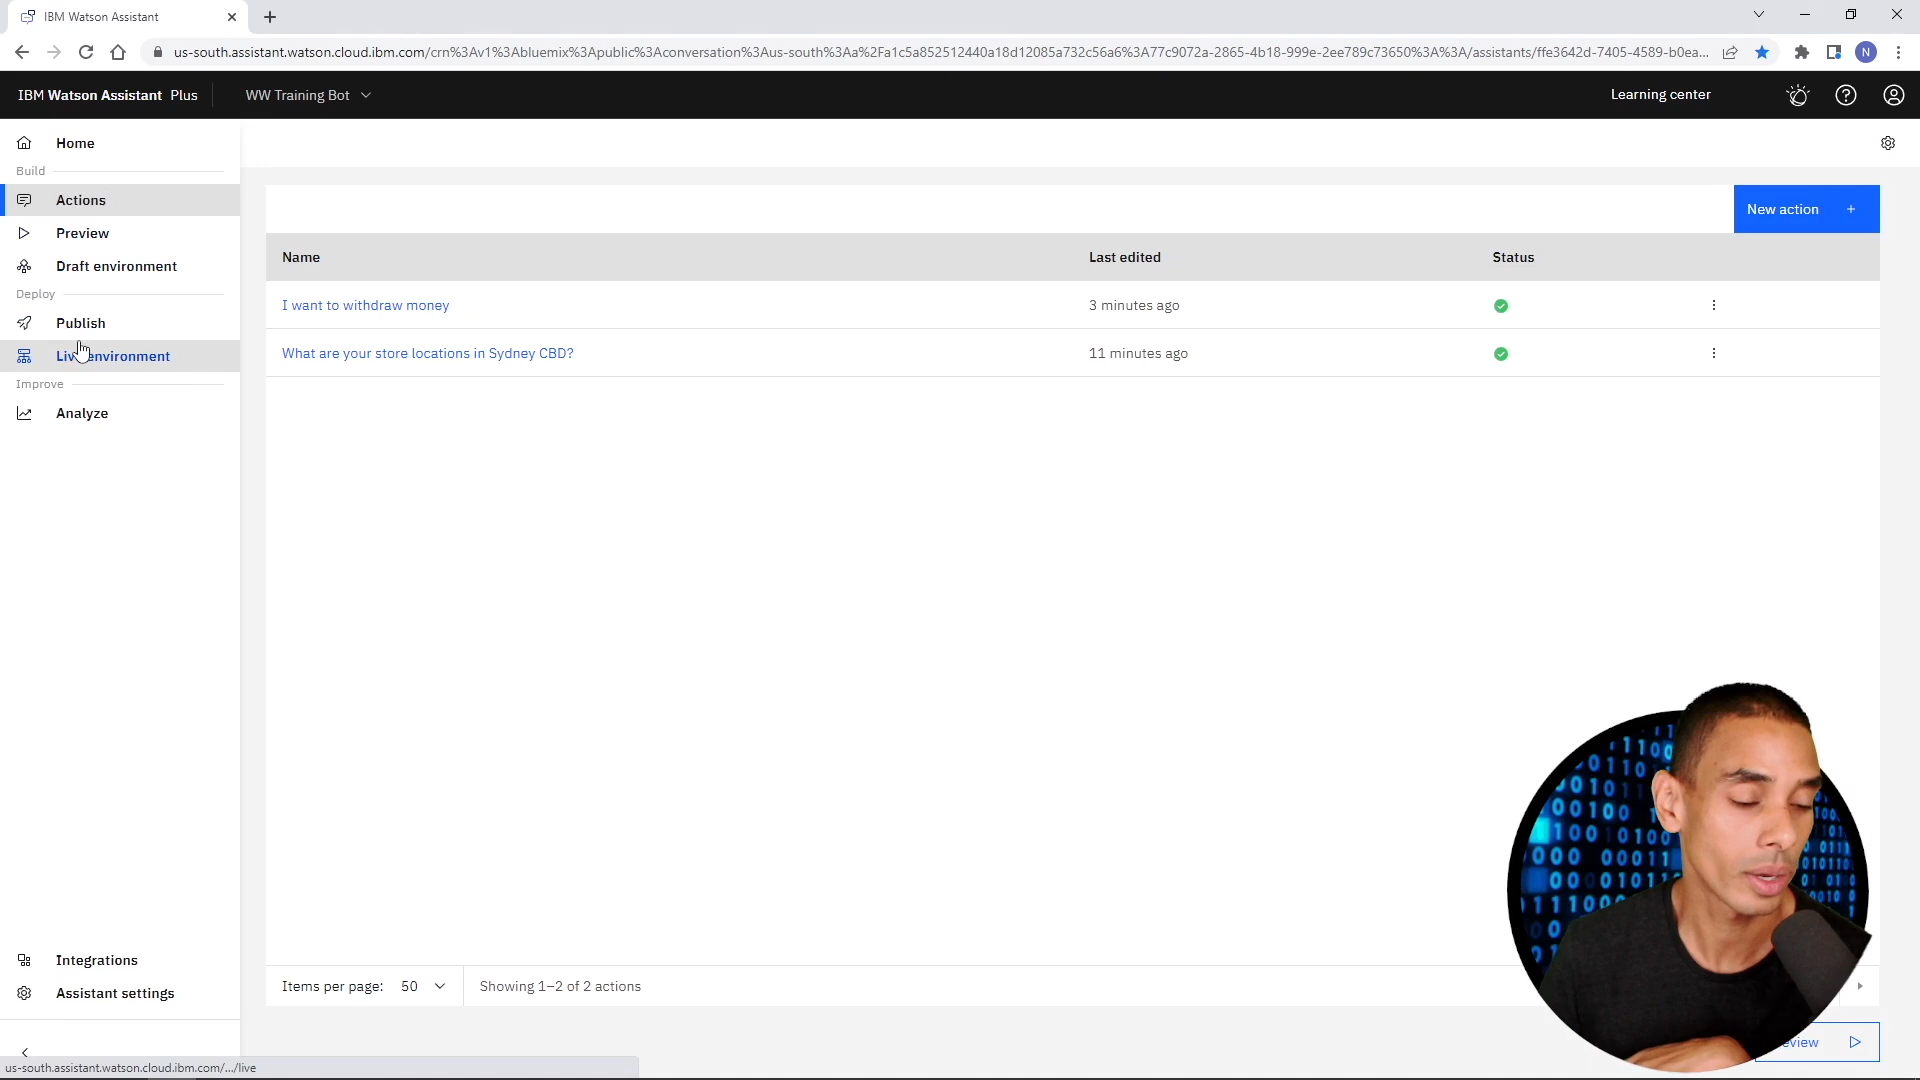 IBM Watson Assistant
us-south.assistant.watson.cloud.ibm.com/crn%3Av1%3Abluemix%3Apublic%3Aconversation%3Aus-south%3Aa%2Fa1c5a852512440a18d12085a732c56a6%3A77c9072a-2865-4b18-999e-2ee789c73650%3A%3A/assistants/ffe3642d-7405-4589-b0ea...
N
IBM Watson Assistant Plus
WW Training Bot
Learning center
Home
Build
Actions
Preview
Draft environment
Deploy
Publish
Live environment
Improve
Analyze
Integrations
Assistant settings
New action +
Name Last edited Status
I want to withdraw money 3 minutes ago
What are your store locations in Sydney CBD? 11 minutes ago
Items per page: 50 Showing 1–2 of 2 actions
us-south.assistant.watson.cloud.ibm.com/.../live